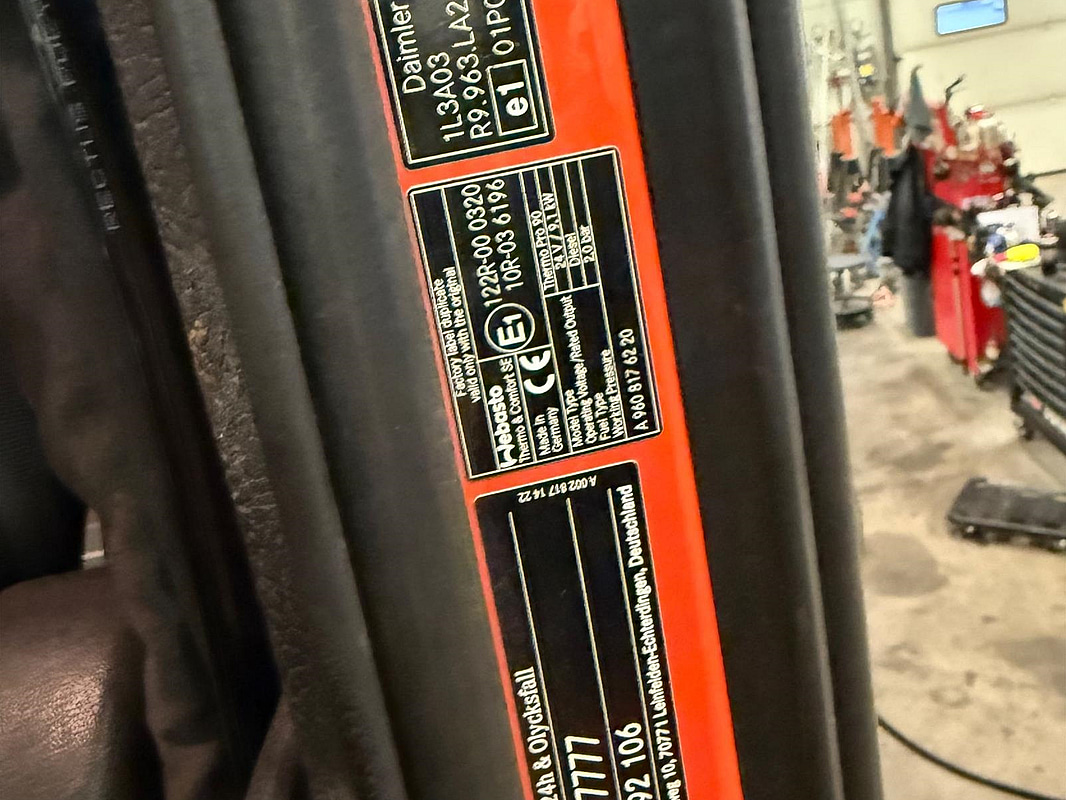 Daimler
1L3A03
R9.963.LA2
e1 01P0
Factory label duplicate
valid only with the original
Webasto
Thermo & Comfort SE
E1 122R-00 0320
10R-03 6196
Made in
Germany
CE
Model Type Thermo Pro 90
Operating Voltage/Rated Output 24 V / 9.1 kW
Fuel Type Diesel
Working Pressure 2.0 bar
A 960 817 62 20
A 002 817 14 22
24h & Olycksfall
7777
92 106
weg 10, 70771 Leinfelden-Echterdingen, Deutschland